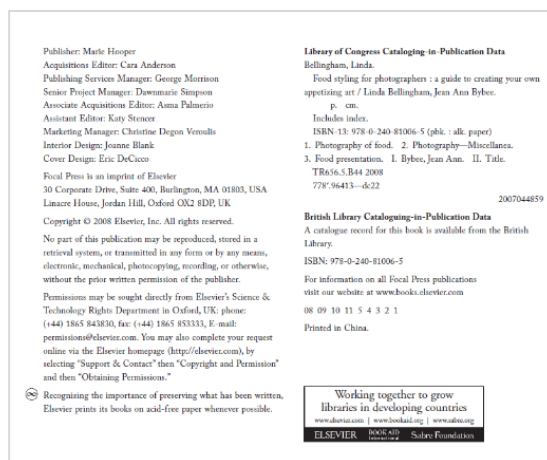 Publisher: Marie Hooper
Acquisitions Editor: Cara Anderson
Publishing Services Manager: George Morrison
Senior Project Manager: Dawnmarie Simpson
Associate Acquisitions Editor: Asma Palmerio
Assistant Editor: Katy Stencer
Marketing Manager: Christine Degon Veroulis
Interior Design: Joanne Blank
Cover Design: Eric DeCicco
Focal Press is an imprint of Elsevier
30 Corporate Drive, Suite 400, Burlington, MA 01803, USA
Linacre House, Jordan Hill, Oxford OX2 8DP, UK
Copyright © 2008 Elsevier, Inc. All rights reserved.
No part of this publication may be reproduced, stored in a
retrieval system, or transmitted in any form or by any means,
electronic, mechanical, photocopying, recording, or otherwise,
without the prior written permission of the publisher.
Permissions may be sought directly from Elsevier's Science &
Technology Rights Department in Oxford, UK: phone:
(+44) 1865 843830, fax: (+44) 1865 853333, E-mail:
permissions@elsevier.com. You may also complete your request
online via the Elsevier homepage (http://elsevier.com), by
selecting "Support & Contact" then "Copyright and Permission"
and then "Obtaining Permissions."
Recognizing the importance of preserving what has been written,
Elsevier prints its books on acid-free paper whenever possible.
Library of Congress Cataloging-in-Publication Data
Bellingham, Linda.
Food styling for photographers : a guide to creating your own
appetizing art / Linda Bellingham, Jean Ann Bybee.
p. cm.
Includes index.
ISBN-13: 978-0-240-81006-5 (pbk. : alk. paper)
1. Photography of food. 2. Photography—Miscellanea.
3. Food presentation. I. Bybee, Jean Ann. II. Title.
TR656.5.B44 2008
778'.96413—dc22
2007044859
British Library Cataloguing-in-Publication Data
A catalogue record for this book is available from the British
Library.
ISBN: 978-0-240-81006-5
For information on all Focal Press publications
visit our website at www.books.elsevier.com
08 09 10 11 5 4 3 2 1
Printed in China.
Working together to grow
libraries in developing countries
www.elsevier.com | www.bookaid.org | www.sabre.org
ELSEVIER BOOK AID International Sabre Foundation